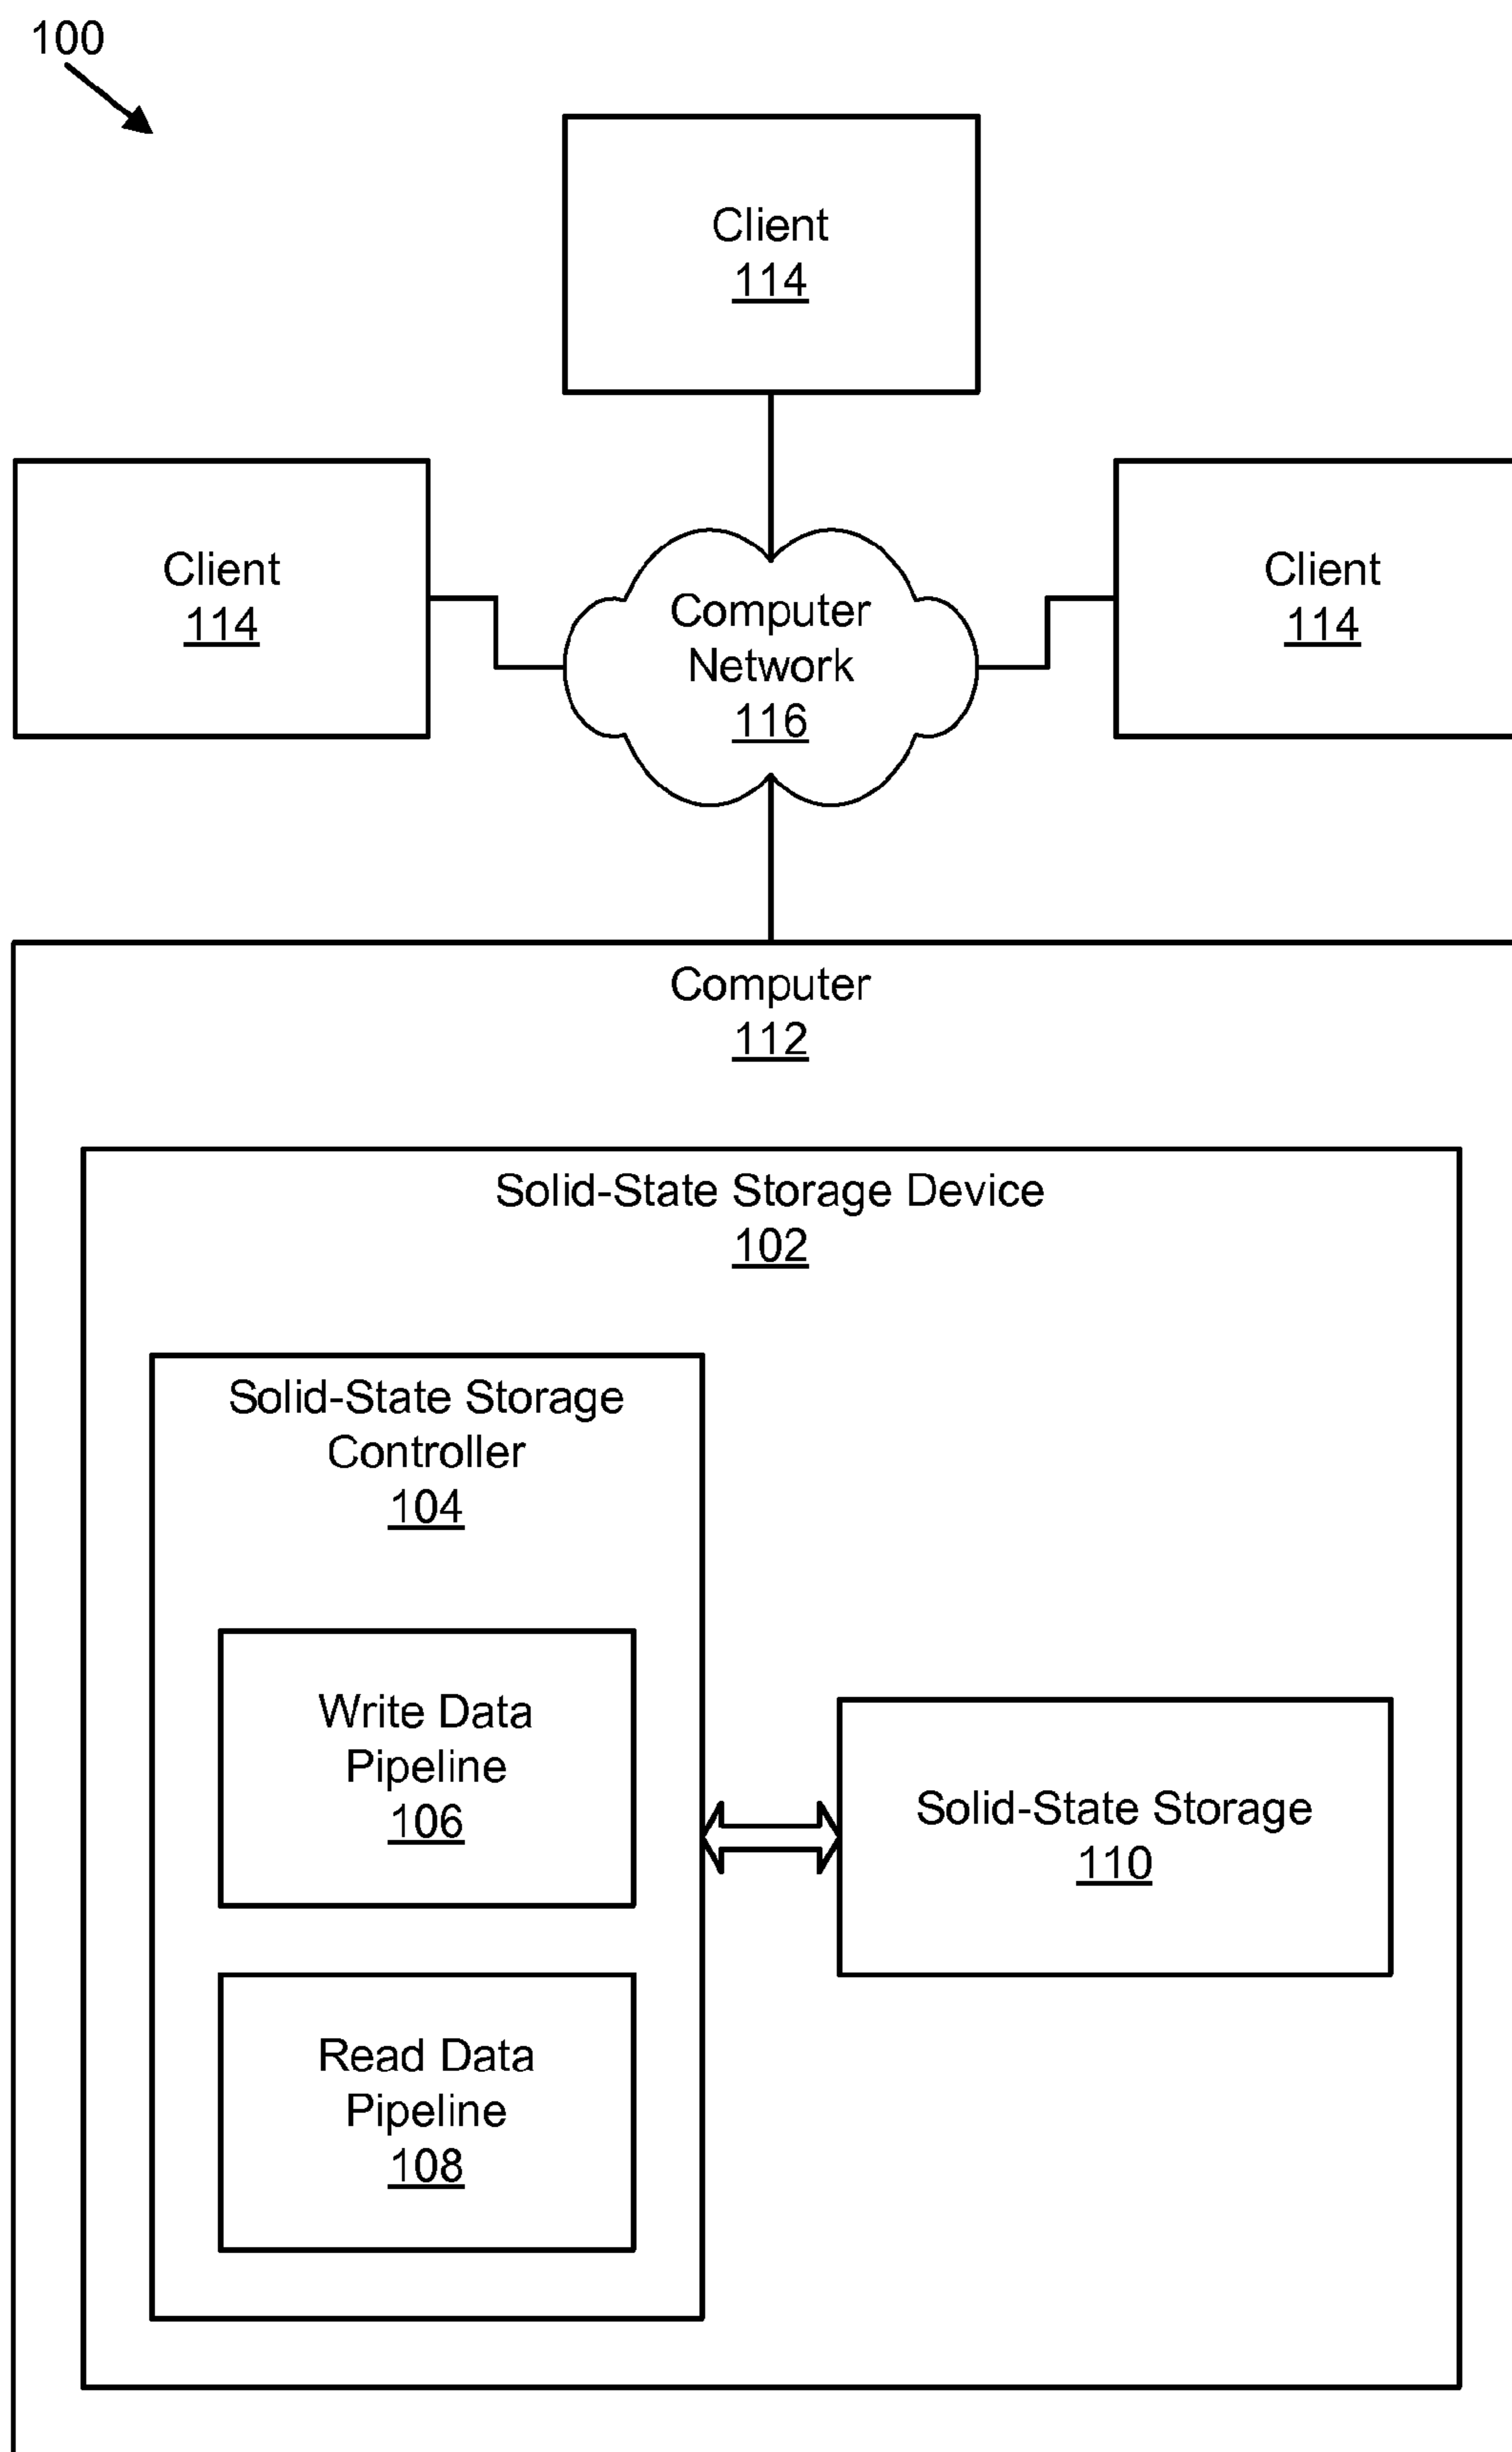 100
Client
114
Client
114
Client
114
Computer
Network
116
Computer
112
Solid-State Storage Device
102
Solid-State Storage
Controller
104
Write Data
Pipeline
106
Solid-State Storage
110
Read Data
Pipeline
108